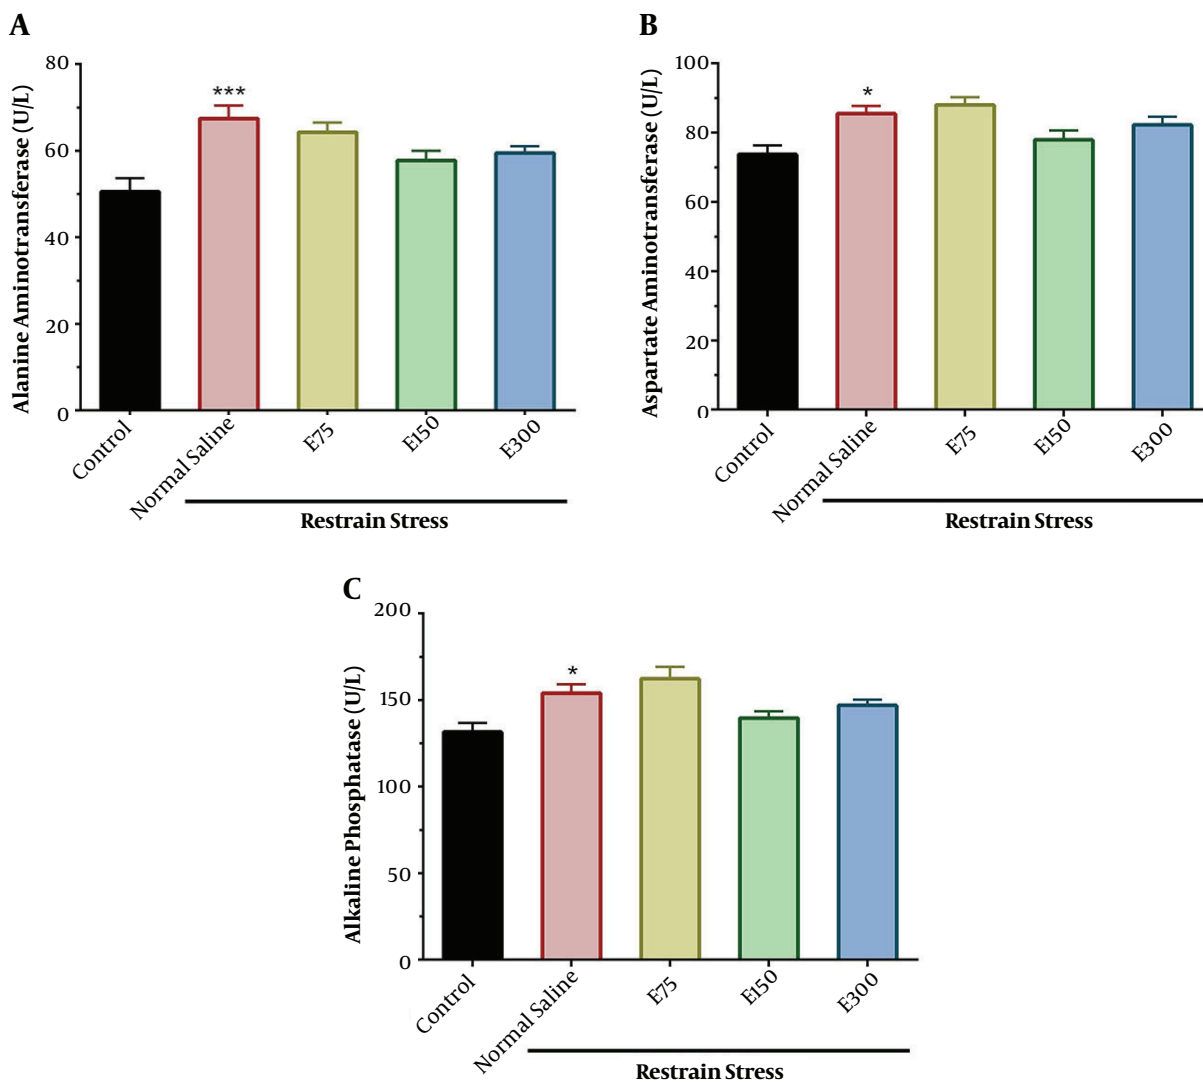 A
Alanine Aminotransferase (U/L)
80
60
40
20
0
***
Control
Normal Saline
E75
E150
E300
Restrain Stress
B
Aspartate Aminotransferase (U/L)
100
80
60
40
20
0
*
Control
Normal Saline
E75
E150
E300
Restrain Stress
C
Alkaline Phosphatase (U/L)
200
150
100
50
0
*
Control
Normal Saline
E75
E150
E300
Restrain Stress